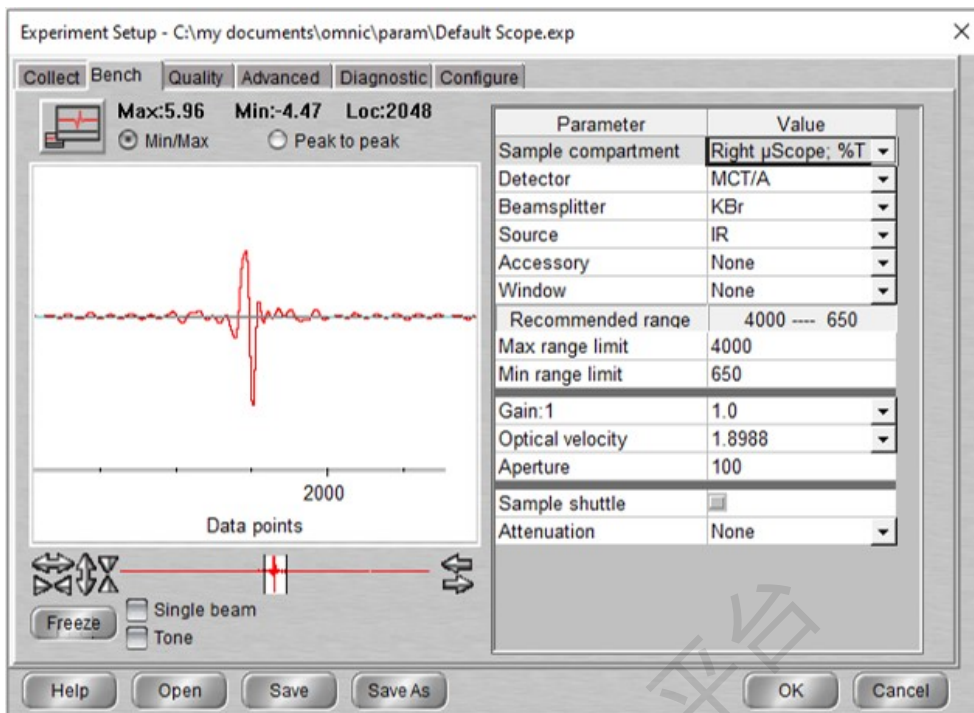 Experiment Setup - C:\my documents\omnic\param\Default Scope.exp
Collect Bench Quality Advanced Diagnostic Configure
Max:5.96 Min:-4.47 Loc:2048
Min/Max Peak to peak
2000
Data points
Single beam
Freeze
Tone
Parameter Value
Sample compartment Right µScope; %T
Detector MCT/A
Beamsplitter KBr
Source IR
Accessory None
Window None
Recommended range 4000 ---- 650
Max range limit 4000
Min range limit 650
Gain:1 1.0
Optical velocity 1.8988
Aperture 100
Sample shuttle
Attenuation None
平台
Help Open Save Save As OK Cancel